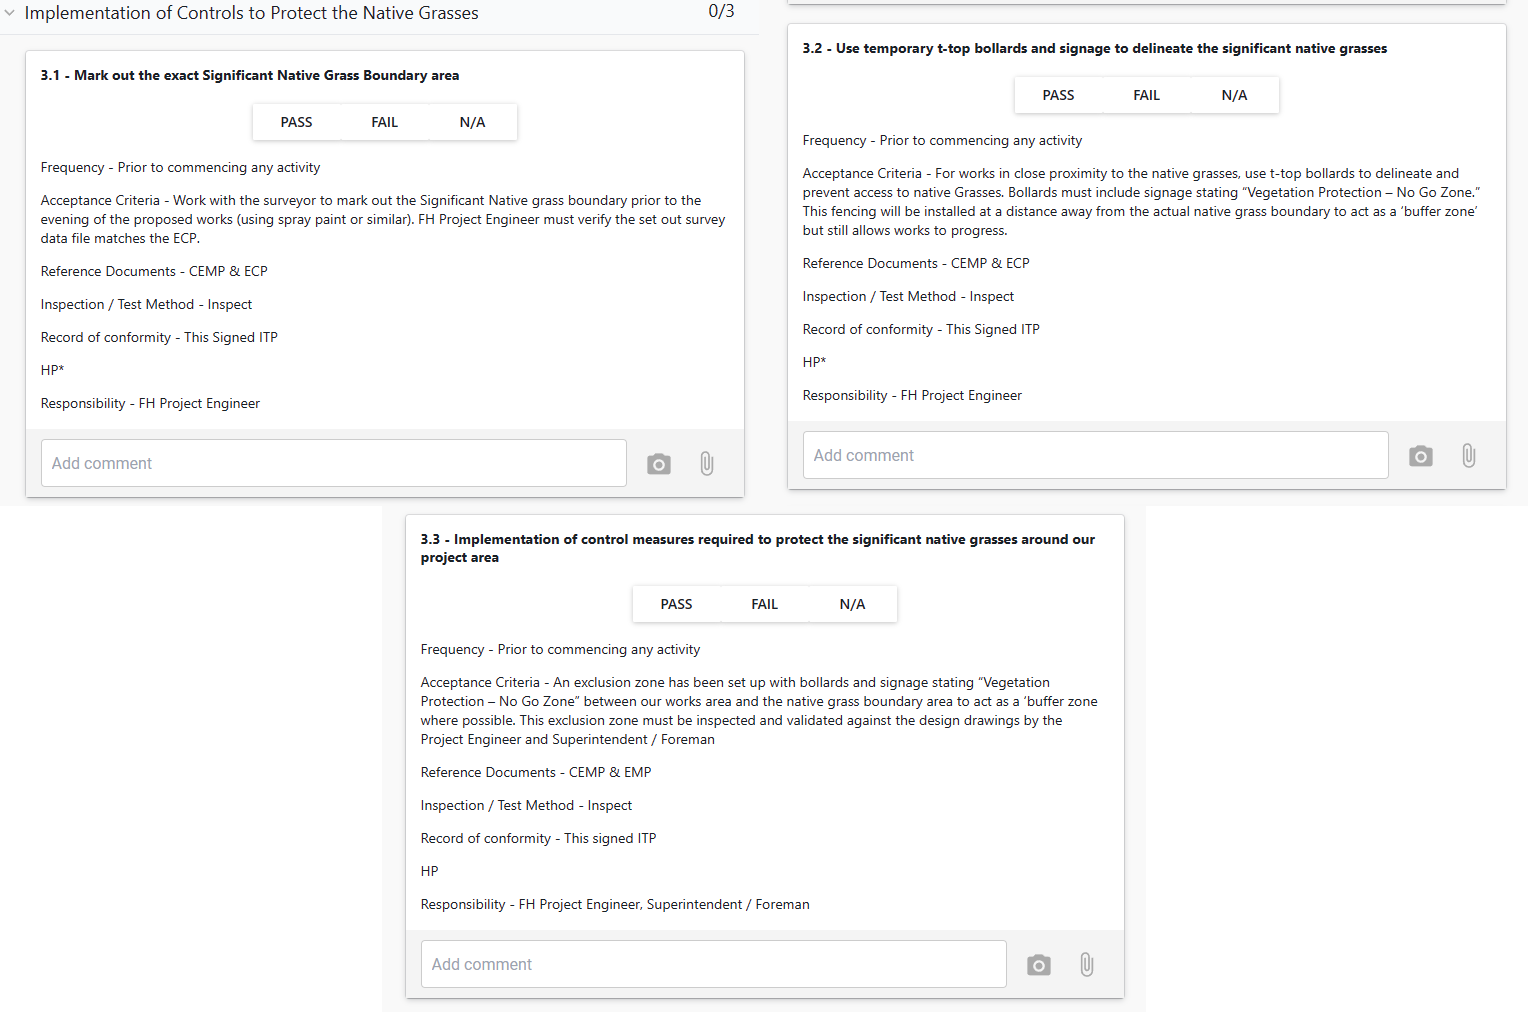 Implementation of Controls to Protect the Native Grasses
0/3
3.1 - Mark out the exact Significant Native Grass Boundary area
PASS FAIL N/A
Frequency - Prior to commencing any activity
Acceptance Criteria - Work with the surveyor to mark out the Significant Native grass boundary prior to the
evening of the proposed works (using spray paint or similar). FH Project Engineer must verify the set out survey
data file matches the ECP.
Reference Documents - CEMP & ECP
Inspection / Test Method - Inspect
Record of conformity - This Signed ITP
HP*
Responsibility - FH Project Engineer
Add comment
3.2 - Use temporary t-top bollards and signage to delineate the significant native grasses
PASS FAIL N/A
Frequency - Prior to commencing any activity
Acceptance Criteria - For works in close proximity to the native grasses, use t-top bollards to delineate and
prevent access to native Grasses. Bollards must include signage stating “Vegetation Protection – No Go Zone.”
This fencing will be installed at a distance away from the actual native grass boundary to act as a ‘buffer zone’
but still allows works to progress.
Reference Documents - CEMP & ECP
Inspection / Test Method - Inspect
Record of conformity - This Signed ITP
HP*
Responsibility - FH Project Engineer
Add comment
3.3 - Implementation of control measures required to protect the significant native grasses around our
project area
PASS FAIL N/A
Frequency - Prior to commencing any activity
Acceptance Criteria - An exclusion zone has been set up with bollards and signage stating “Vegetation
Protection – No Go Zone” between our works area and the native grass boundary area to act as a ‘buffer zone
where possible. This exclusion zone must be inspected and validated against the design drawings by the
Project Engineer and Superintendent / Foreman
Reference Documents - CEMP & EMP
Inspection / Test Method - Inspect
Record of conformity - This signed ITP
HP
Responsibility - FH Project Engineer, Superintendent / Foreman
Add comment